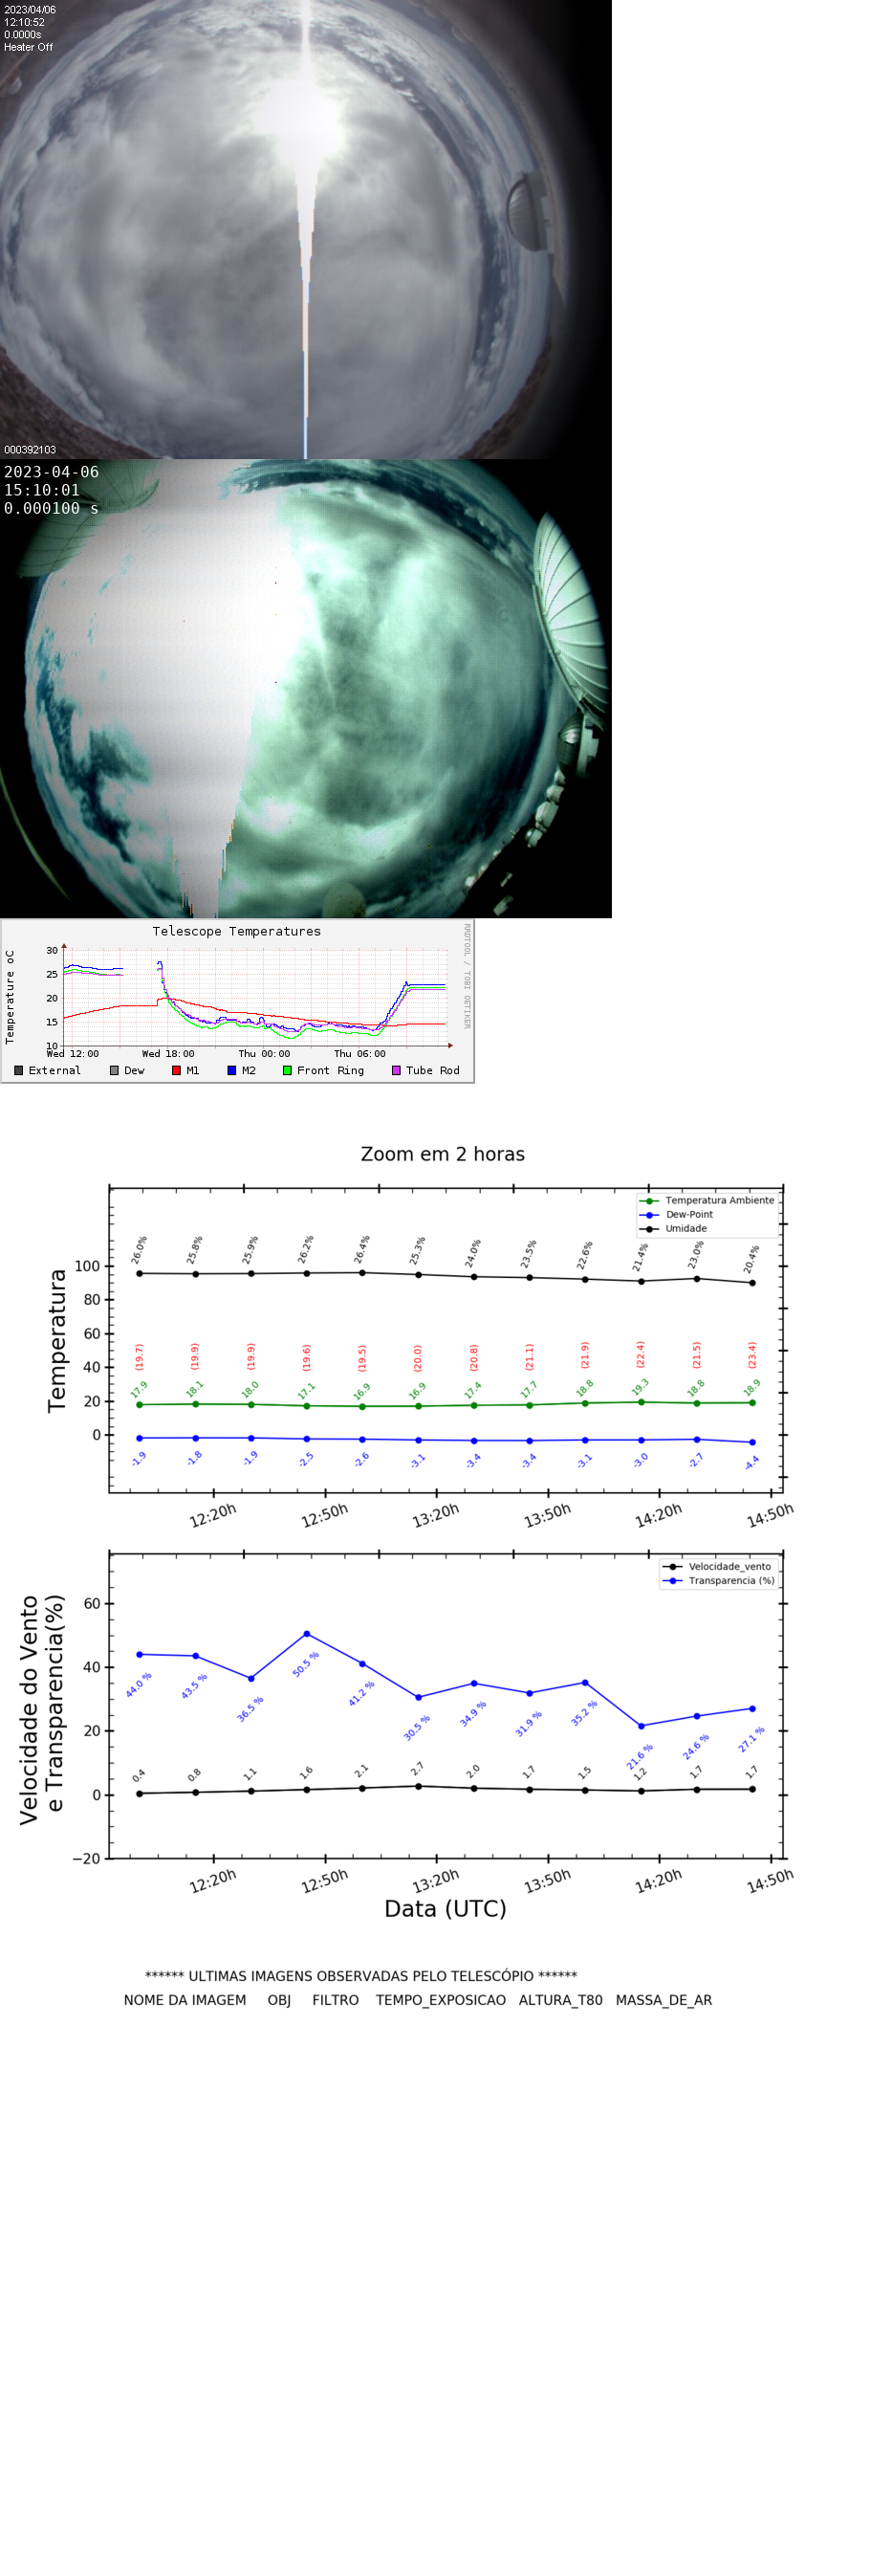 2023/04/06
12:10:52
0.0000s
Heater Off
000392103
2023-04-06
15:10:01
0.000100 s
Telescope Temperatures
RRDTOOL / TOBI OETIKER
Temperature oC
30
25
20
15
10
Wed 12:00 Wed 18:00 Thu 00:00 Thu 06:00
External Dew M1 M2 Front Ring Tube Rod
Zoom em 2 horas
Temperatura Ambiente
Dew-Point
Umidade
Temperatura
100
80
60
40
20
0
26.0% 25.8% 25.9% 26.2% 26.4% 25.3% 24.0% 23.5% 22.6% 21.4% 23.0% 20.4%
(19.7) (19.9) (19.9) (19.6) (19.5) (20.0) (20.8) (21.1) (21.9) (22.4) (21.5) (23.4)
17.9 18.1 18.0 17.1 16.9 16.9 17.4 17.7 18.8 19.3 18.8 18.9
-1.9 -1.8 -1.9 -2.5 -2.6 -3.1 -3.4 -3.4 -3.1 -3.0 -2.7 -4.4
12:20h 12:50h 13:20h 13:50h 14:20h 14:50h
Velocidade_vento
Transparencia (%)
Velocidade do Vento
e Transparencia(%)
60
40
20
0
−20
44.0 % 43.5 % 36.5 % 50.5 % 41.2 % 30.5 % 34.9 % 31.9 % 35.2 % 21.6 % 24.6 % 27.1 %
0.4 0.8 1.1 1.6 2.1 2.7 2.0 1.7 1.5 1.2 1.7 1.7
12:20h 12:50h 13:20h 13:50h 14:20h 14:50h
Data (UTC)
****** ULTIMAS IMAGENS OBSERVADAS PELO TELESCÓPIO ******
NOME DA IMAGEM OBJ FILTRO TEMPO_EXPOSICAO ALTURA_T80 MASSA_DE_AR